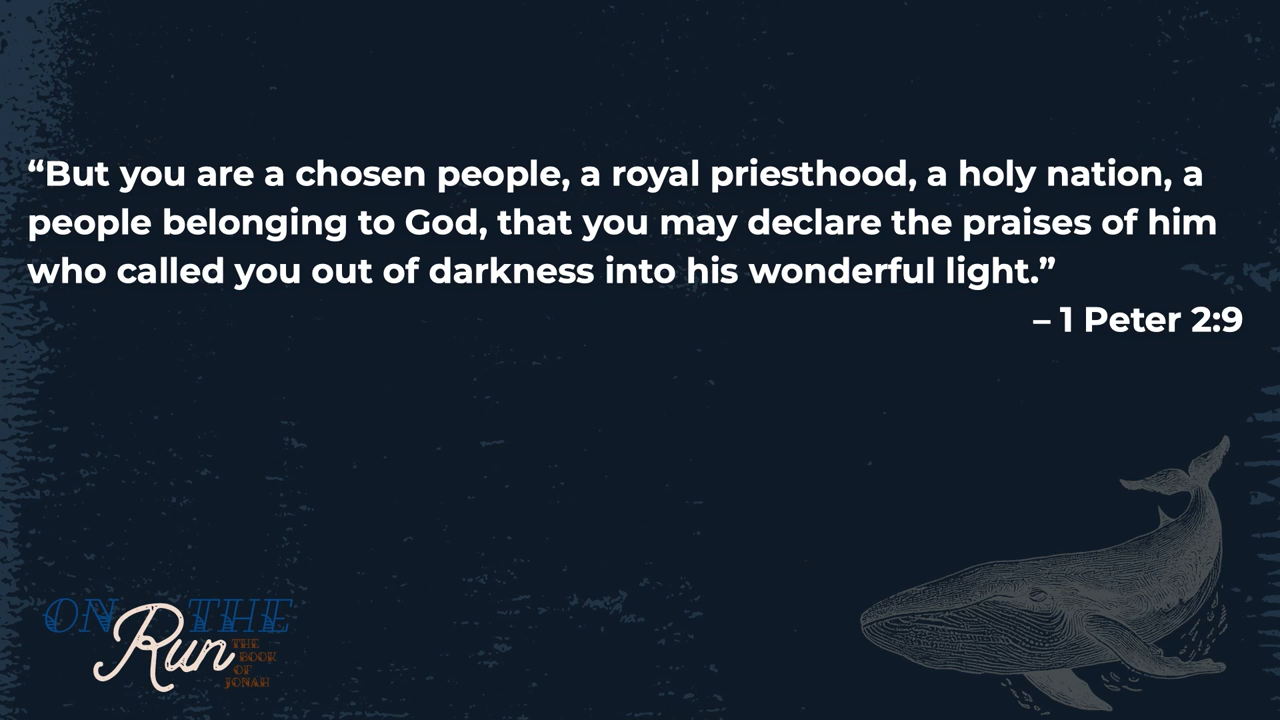 “But you are a chosen people, a royal priesthood, a holy nation, a
people belonging to God, that you may declare the praises of him
who called you out of darkness into his wonderful light.”
– 1 Peter 2:9
ON THE
Run
THE
BOOK
OF
JONAH